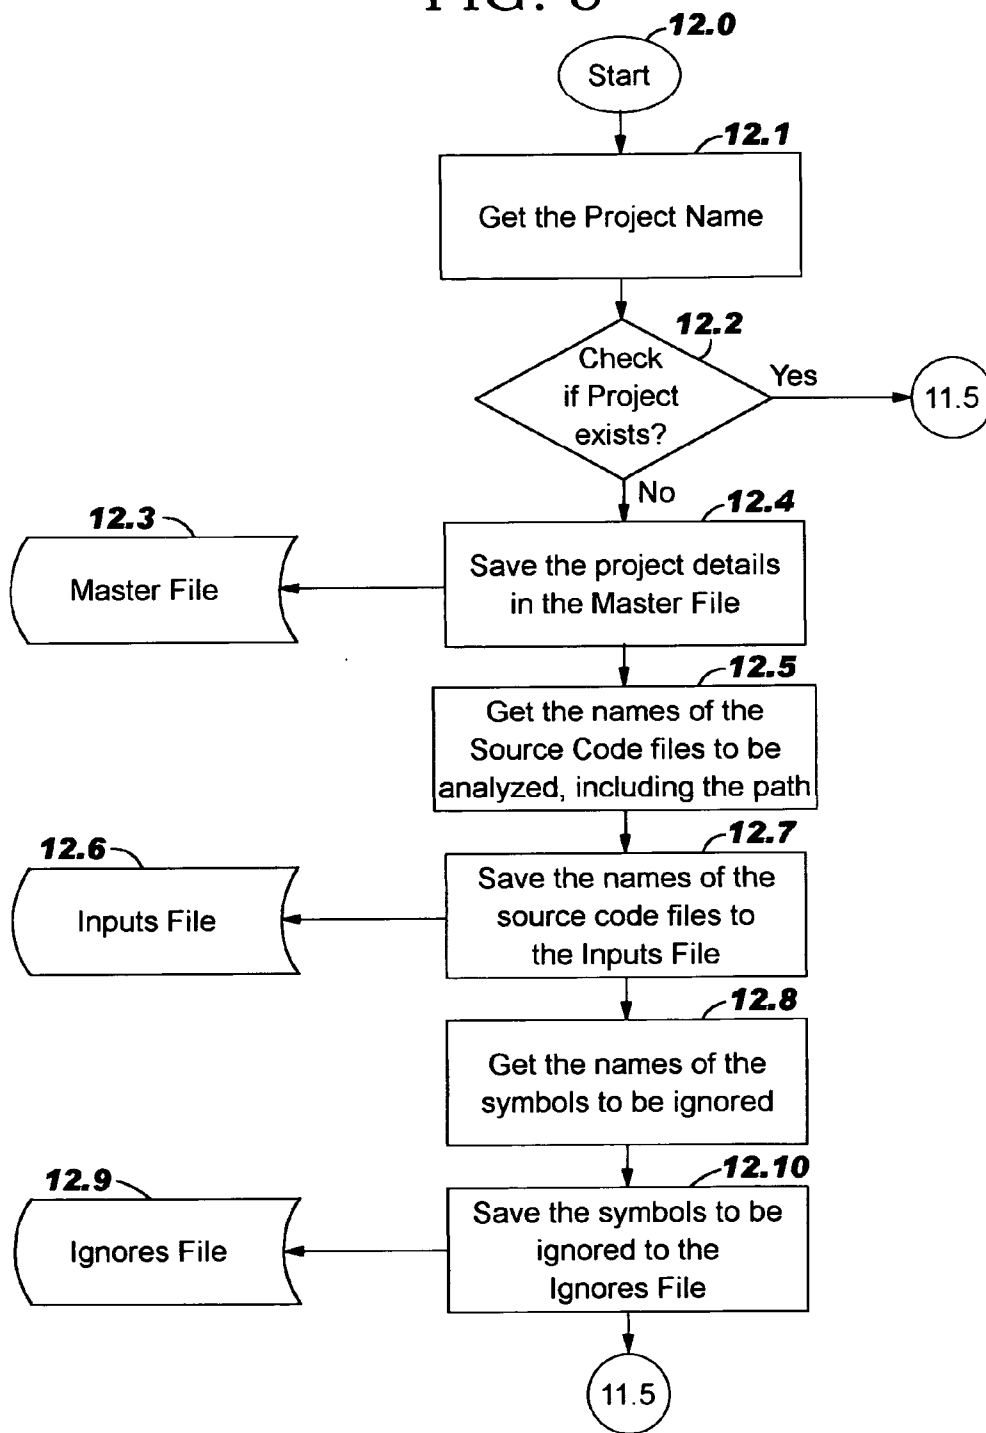 12.0
Start
12.1
Get the Project Name
12.2
Check
if Project
exists?
Yes
11.5
No
12.3
Master File
12.4
Save the project details
in the Master File
12.5
Get the names of the
Source Code files to be
analyzed, including the path
12.6
Inputs File
12.7
Save the names of the
source code files to
the Inputs File
12.8
Get the names of the
symbols to be ignored
12.9
Ignores File
12.10
Save the symbols to be
ignored to the
Ignores File
11.5